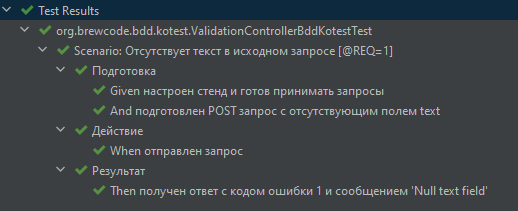 Test Results
org.brewcode.bdd.kotest.ValidationControllerBddKotestTest
Scenario: Отсутствует текст в исходном запросе [@REQ=1]
Подготовка
Given настроен стенд и готов принимать запросы
And подготовлен POST запрос с отсутствующим полем text
Действие
When отправлен запрос
Результат
Then получен ответ с кодом ошибки 1 и сообщением 'Null text field'